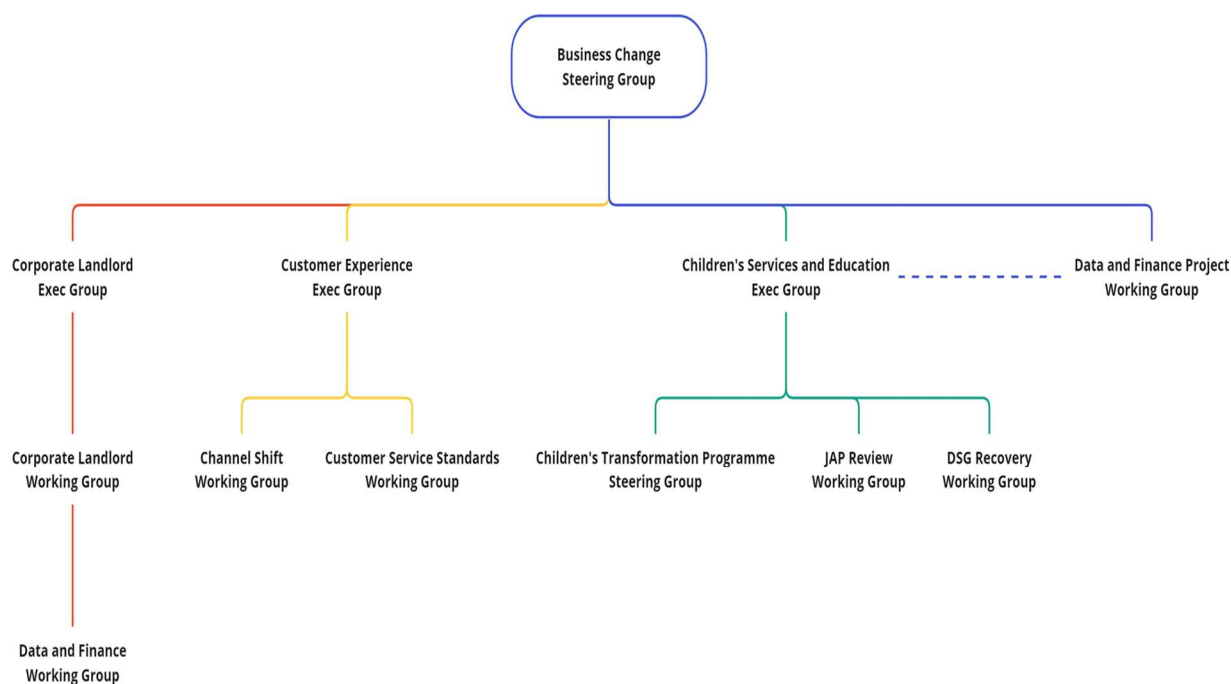 Business Change
Steering Group
Corporate Landlord
Exec Group
Customer Experience
Exec Group
Children's Services and Education
Exec Group
Data and Finance Project
Working Group
Corporate Landlord
Working Group
Channel Shift
Working Group
Customer Service Standards
Working Group
Children's Transformation Programme
Steering Group
JAP Review
Working Group
DSG Recovery
Working Group
Data and Finance
Working Group